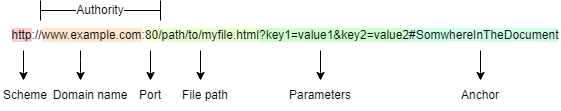 Authority
http://www.example.com:80/path/to/myfile.html?key1=value1&key2=value2#SomwhereInTheDocument
Scheme Domain name Port File path Parameters Anchor